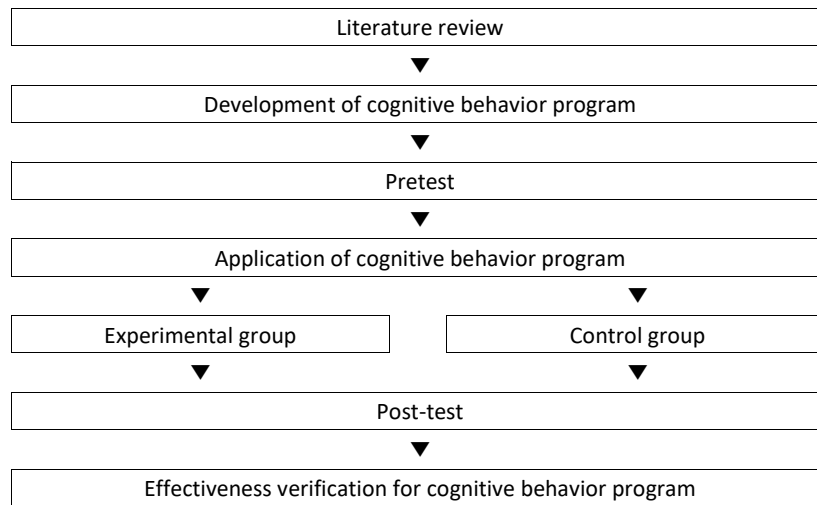 Literature review
Development of cognitive behavior program
Pretest
Application of cognitive behavior program
Experimental group
Control group
Post-test
Effectiveness verification for cognitive behavior program